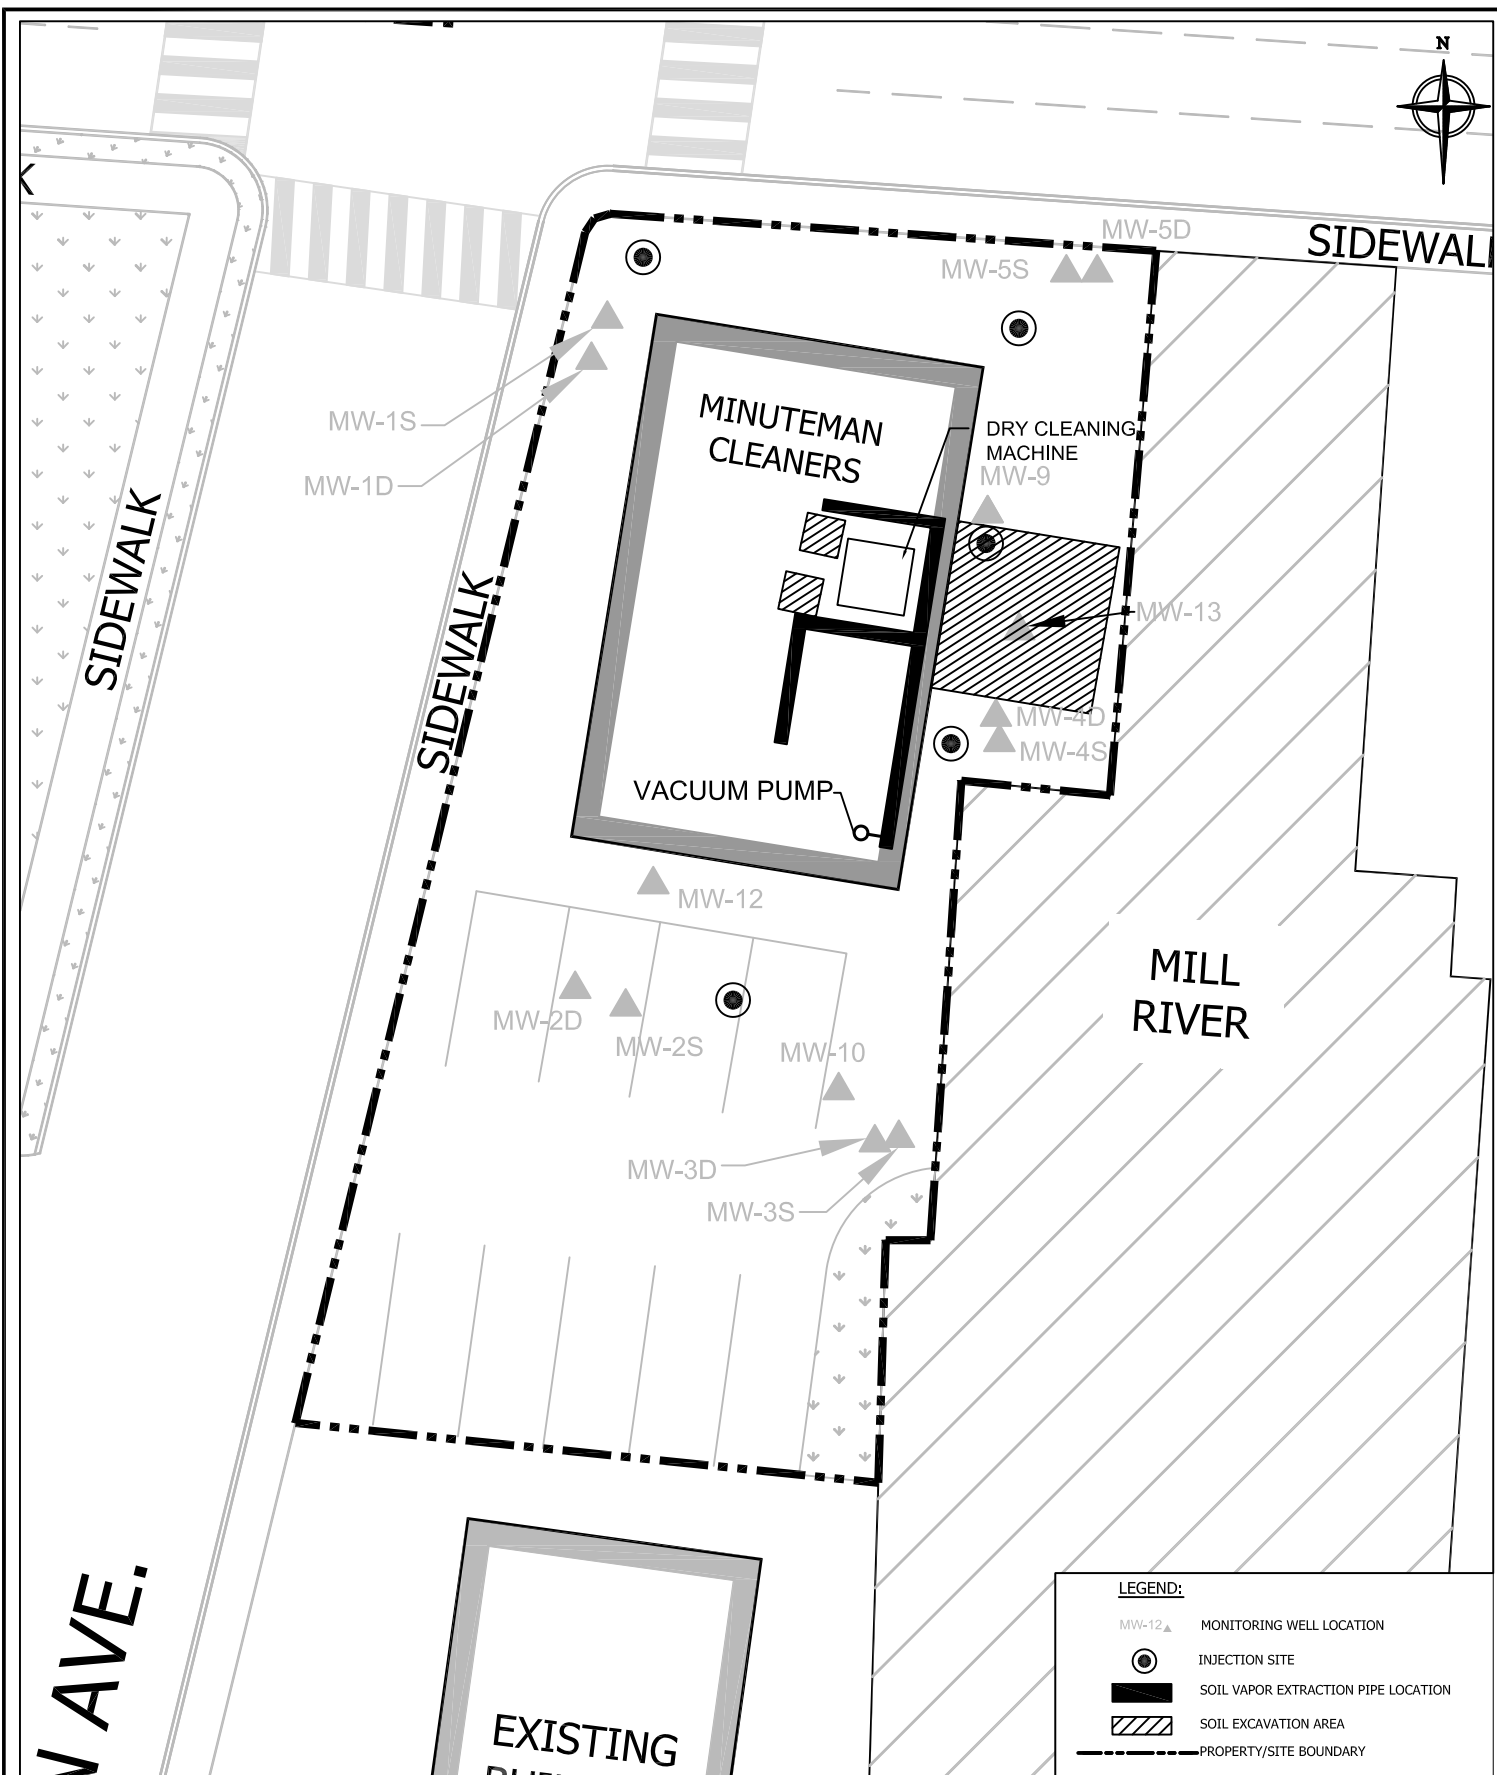 N
K
MW-5D
SIDEWALK
MW-5S
MINUTEMAN
CLEANERS
MW-1S
DRY CLEANING
MACHINE
MW-9
MW-1D
SIDEWALK
SIDEWALK
MW-13
MW-4D
MW-4S
VACUUM PUMP
MW-12
MILL
RIVER
MW-2D
MW-2S
MW-10
MW-3D
MW-3S
N AVE.
EXISTING
LEGEND:
MW-12 MONITORING WELL LOCATION
INJECTION SITE
SOIL VAPOR EXTRACTION PIPE LOCATION
SOIL EXCAVATION AREA
PROPERTY/SITE BOUNDARY